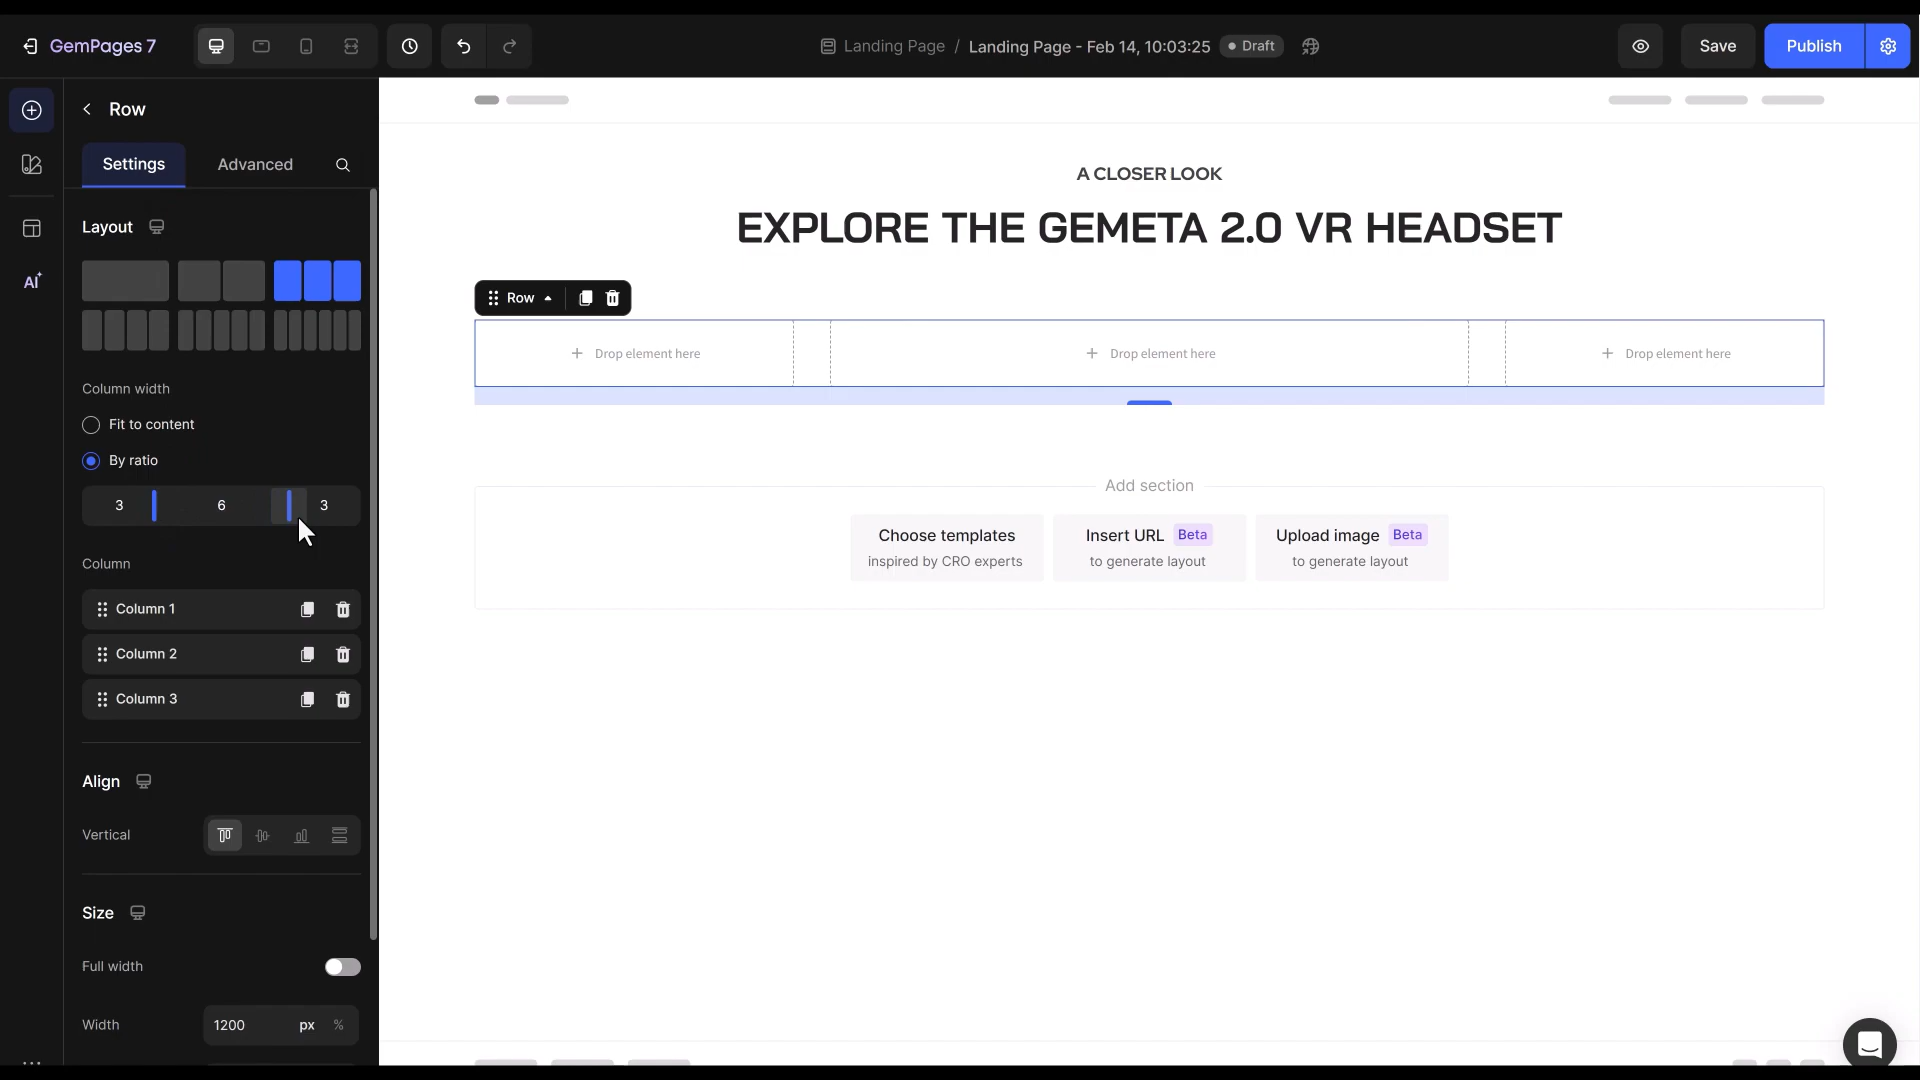 GemPages 7
Landing Page / Landing Page - Feb 14, 10:03:25 Draft
Save
Publish
Row
Settings
Advanced
Layout
Column width
Fit to content
By ratio
3 6 3
Column
Column 1
Column 2
Column 3
Align
Vertical
Size
Full width
Width 1200 px %
AI
A CLOSER LOOK
EXPLORE THE GEMETA 2.0 VR HEADSET
Row
Drop element here
Drop element here
Drop element here
Add section
Choose templates
inspired by CRO experts
Insert URL Beta
to generate layout
Upload image Beta
to generate layout